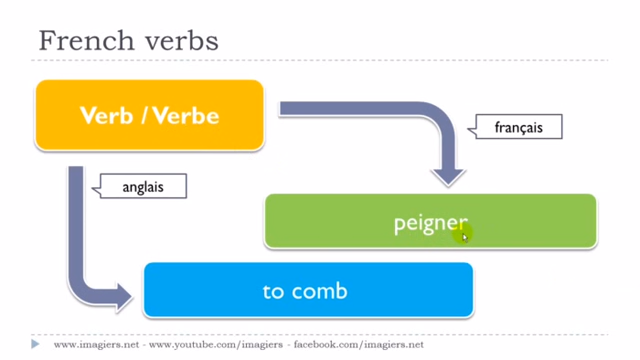 French verbs
Verb / Verbe
français
anglais
peigner
to comb
www.imagiers.net - www.youtube.com/imagiers - facebook.com/imagiers.net